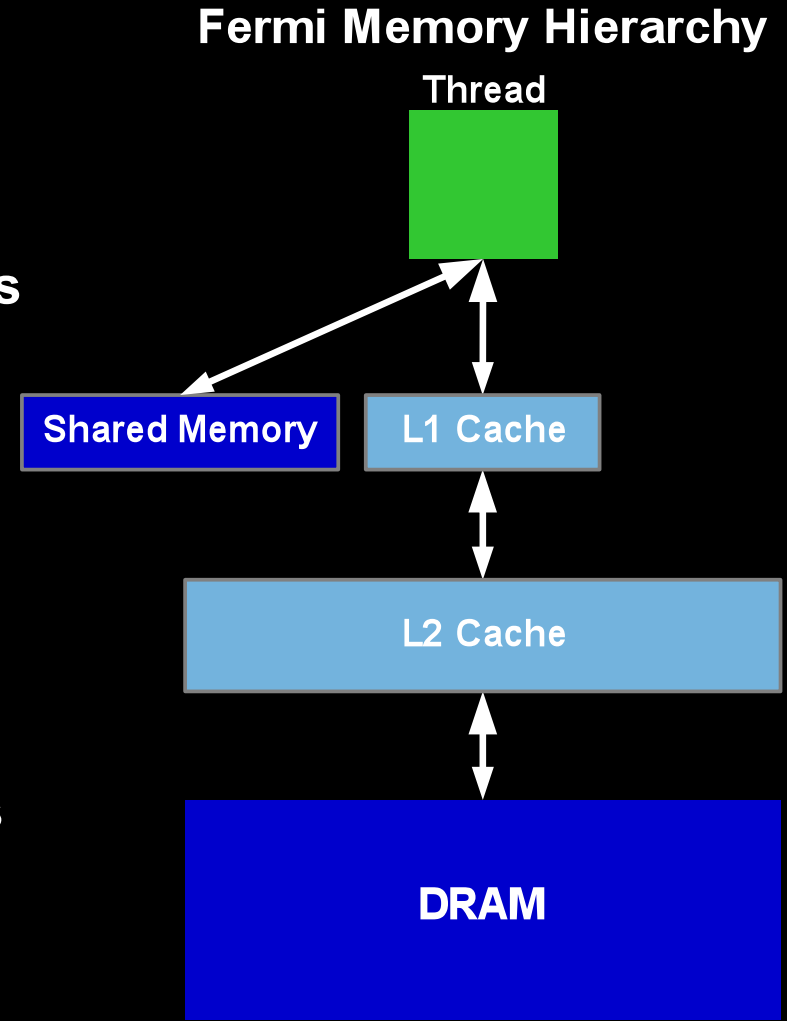 Fermi Memory Hierarchy
Thread
s
Shared Memory
L1 Cache
L2 Cache
s
DRAM